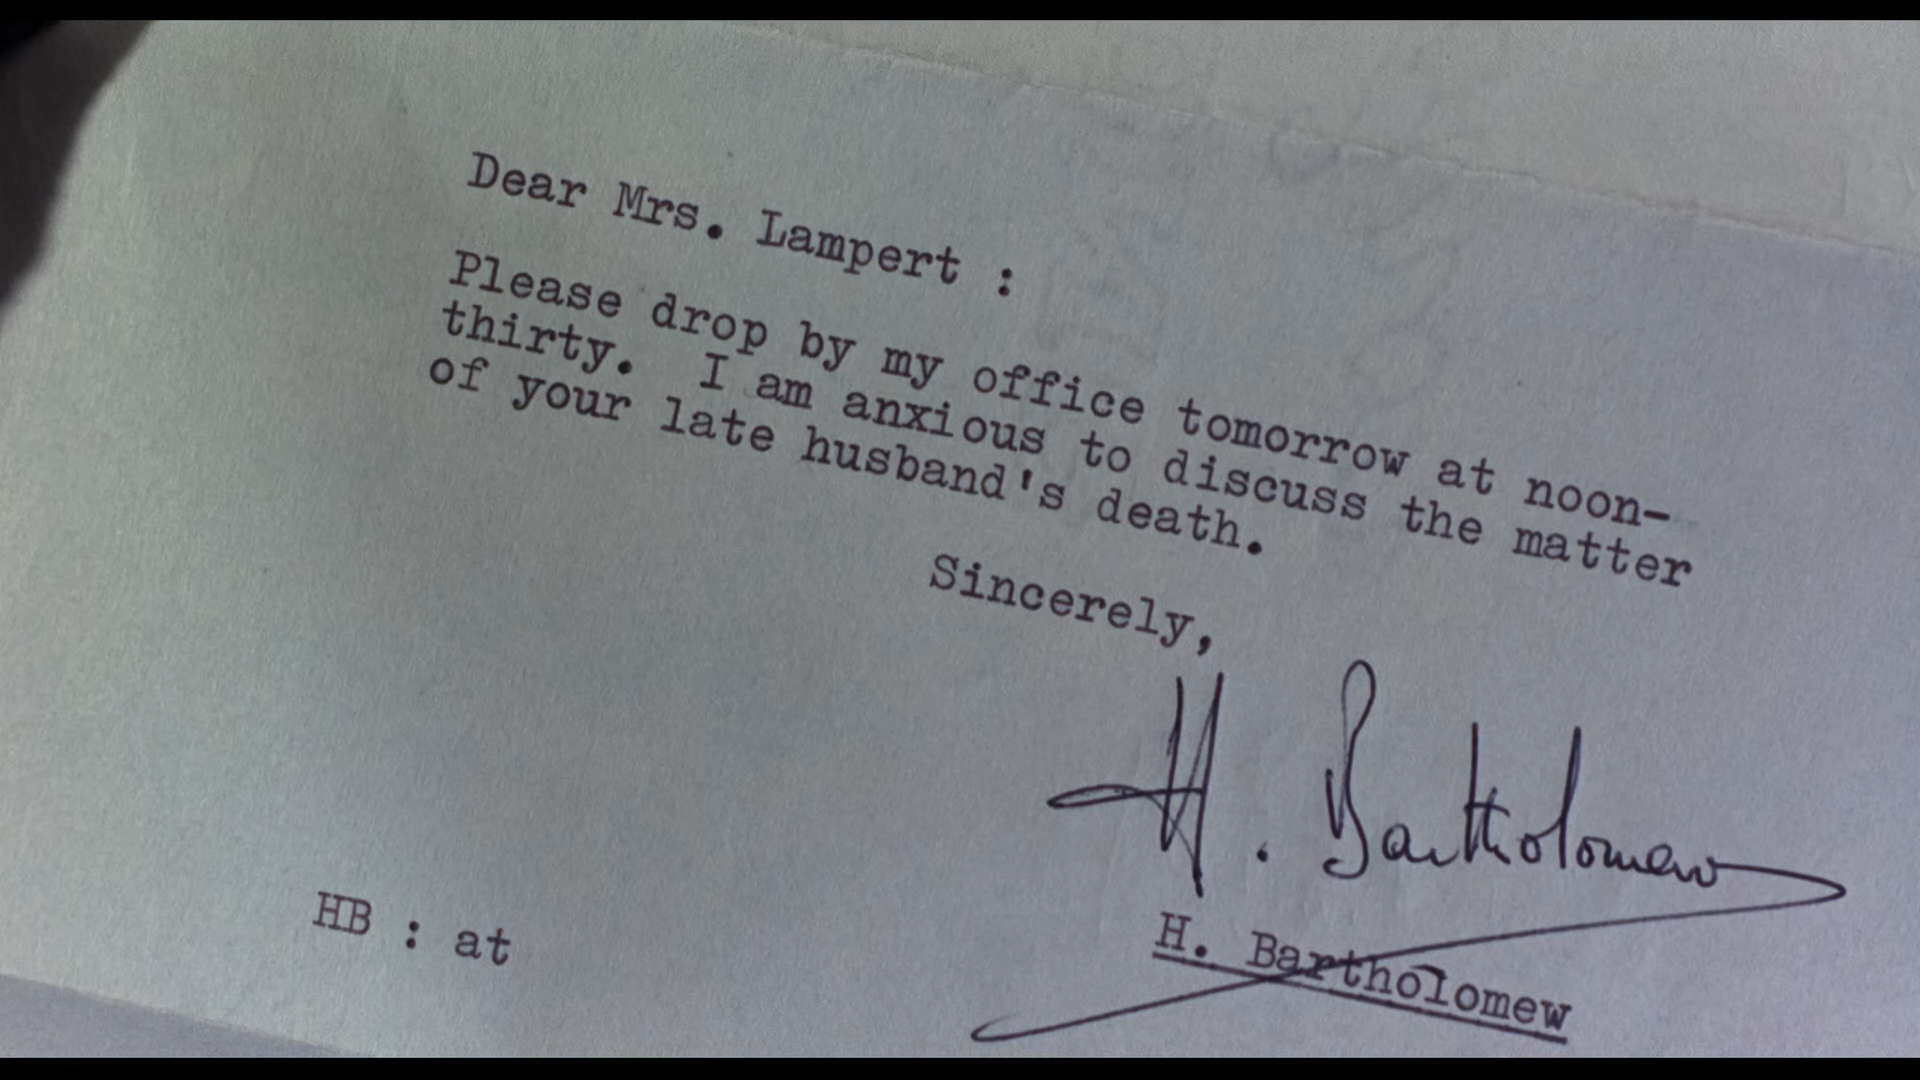 Dear Mrs. Lampert :
Please drop by my office tomorrow at noon-
thirty. I am anxious to discuss the matter
of your late husband's death.
Sincerely,
H. Bartholomew
H. Bartholomew
HB : at